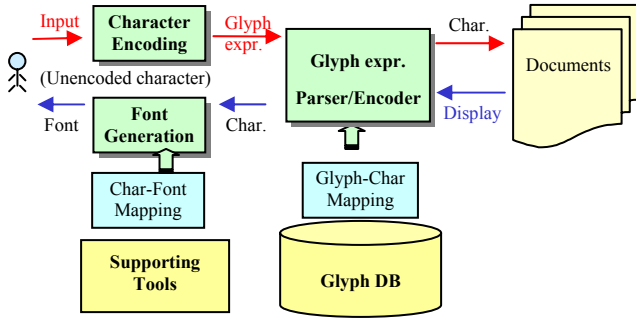 Input
Character
Encoding
Glyph
expr.
Char.
(Unencoded character)
Glyph expr.
Parser/Encoder
Documents
Font
Font
Generation
Char.
Display
Char-Font
Mapping
Glyph-Char
Mapping
Supporting
Tools
Glyph DB